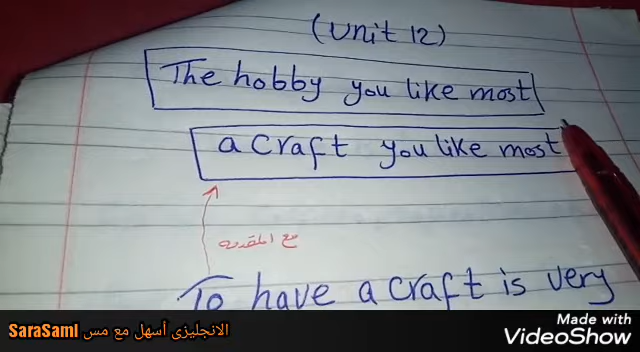 (Unit 12)
The hobby you like most
a craft you like most
مع المقدمه
To have a craft is very
الانجليزى أسهل مع مس SaraSamI
Made with
VideoShow